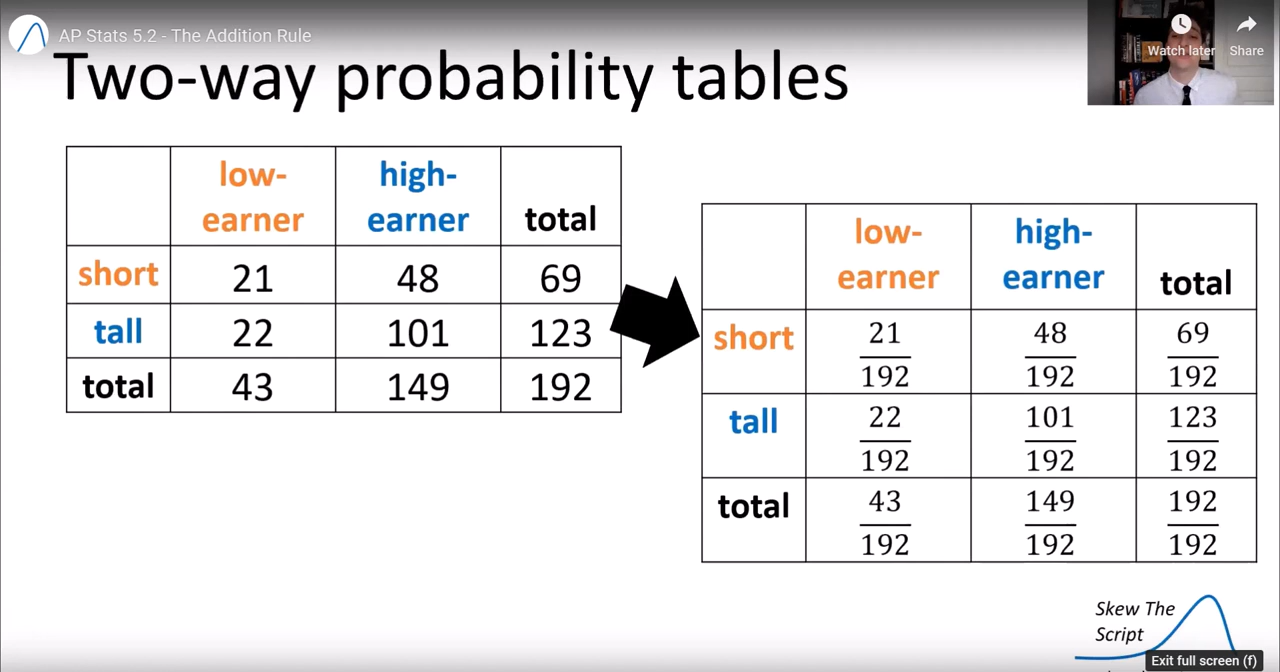 AP Stats 5.2 - The Addition Rule
Watch later
Share
Two-way probability tables
low-
earner
high-
earner
total
short 21 48 69
tall 22 101 123
total 43 149 192
low-
earner
high-
earner
total
short 21/192 48/192 69/192
tall 22/192 101/192 123/192
total 43/192 149/192 192/192
Skew The
Script
Exit full screen (f)